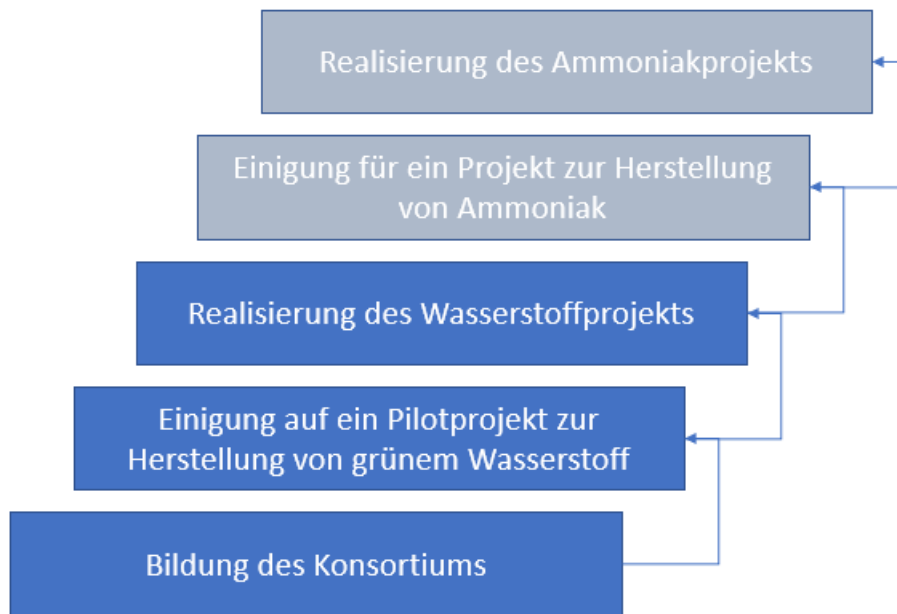 Realisierung des Ammoniakprojekts
Einigung für ein Projekt zur Herstellung
von Ammoniak
Realisierung des Wasserstoffprojekts
Einigung auf ein Pilotprojekt zur
Herstellung von grünem Wasserstoff
Bildung des Konsortiums